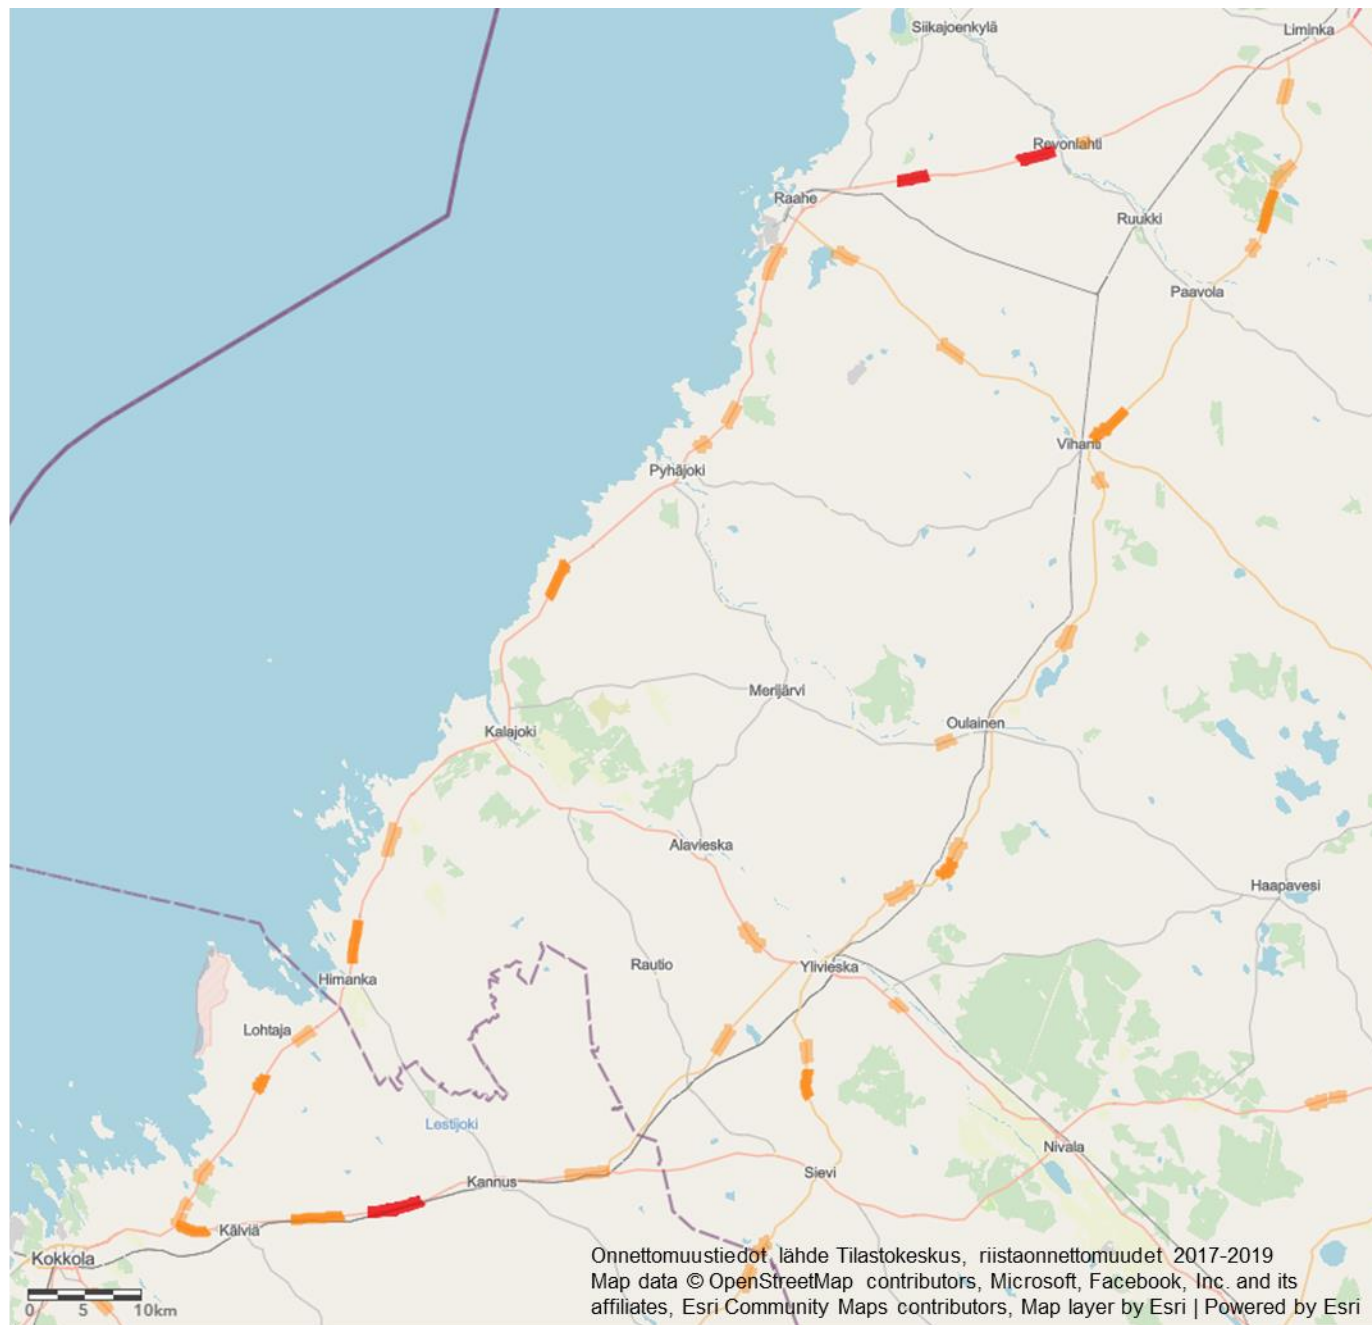 Siikajoenkylä
Liminka
Revonlahti
Raahe
Ruukki
Paavola
Vihanti
Pyhäjoki
Merijärvi
Oulainen
Kalajoki
Alavieska
Haapavesi
Rautio
Ylivieska
Himanka
Lohtaja
Lestijoki
Nivala
Sievi
Kannus
Kälviä
Kokkola
0 5 10km
Onnettomuustiedot, lähde Tilastokeskus, riistaonnettomuudet 2017-2019
Map data © OpenStreetMap contributors, Microsoft, Facebook, Inc. and its
affiliates, Esri Community Maps contributors, Map layer by Esri | Powered by Esri